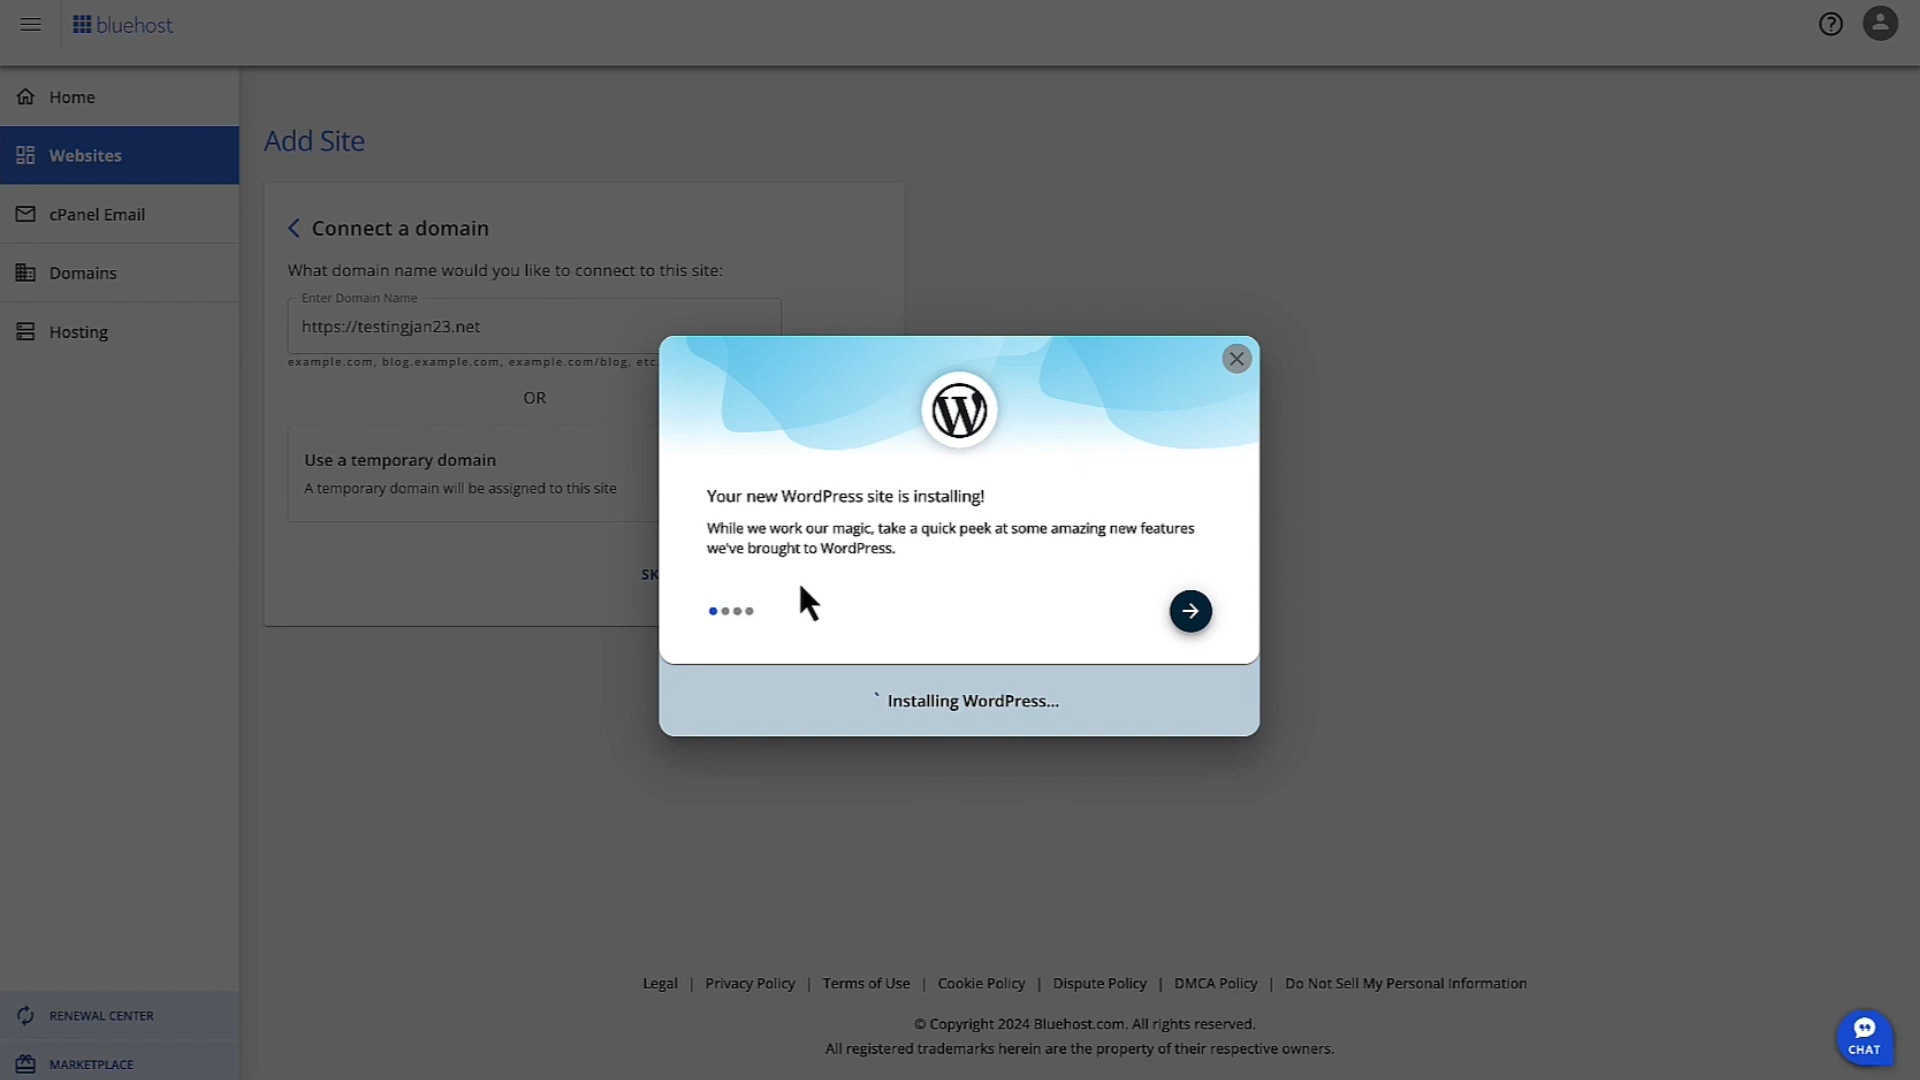 bluehost
Home
Websites
cPanel Email
Domains
Hosting
RENEWAL CENTER
MARKETPLACE
Add Site
Connect a domain
What domain name would you like to connect to this site:
Enter Domain Name
https://testingjan23.net
example.com, blog.example.com, example.com/blog, etc.
OR
Use a temporary domain
A temporary domain will be assigned to this site
SK
Your new WordPress site is installing!
While we work our magic, take a quick peek at some amazing new features
we've brought to WordPress.
Installing WordPress...
Legal | Privacy Policy | Terms of Use | Cookie Policy | Dispute Policy | DMCA Policy | Do Not Sell My Personal Information
© Copyright 2024 Bluehost.com. All rights reserved.
All registered trademarks herein are the property of their respective owners.
CHAT